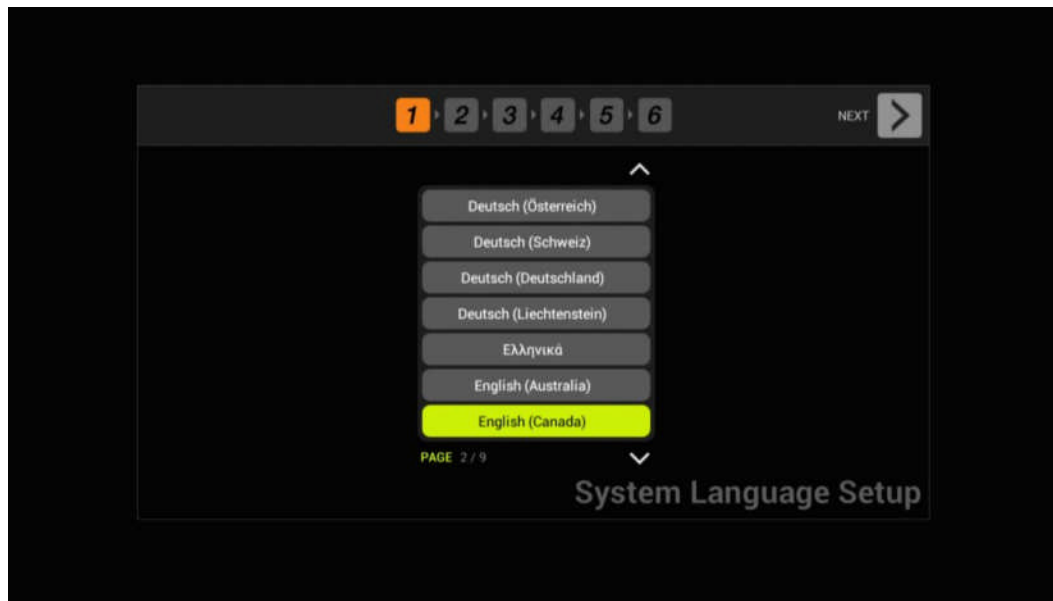 1 2 3 4 5 6 NEXT
Deutsch (Österreich)
Deutsch (Schweiz)
Deutsch (Deutschland)
Deutsch (Liechtenstein)
Ελληνικά
English (Australia)
English (Canada)
PAGE 2 / 9
System Language Setup